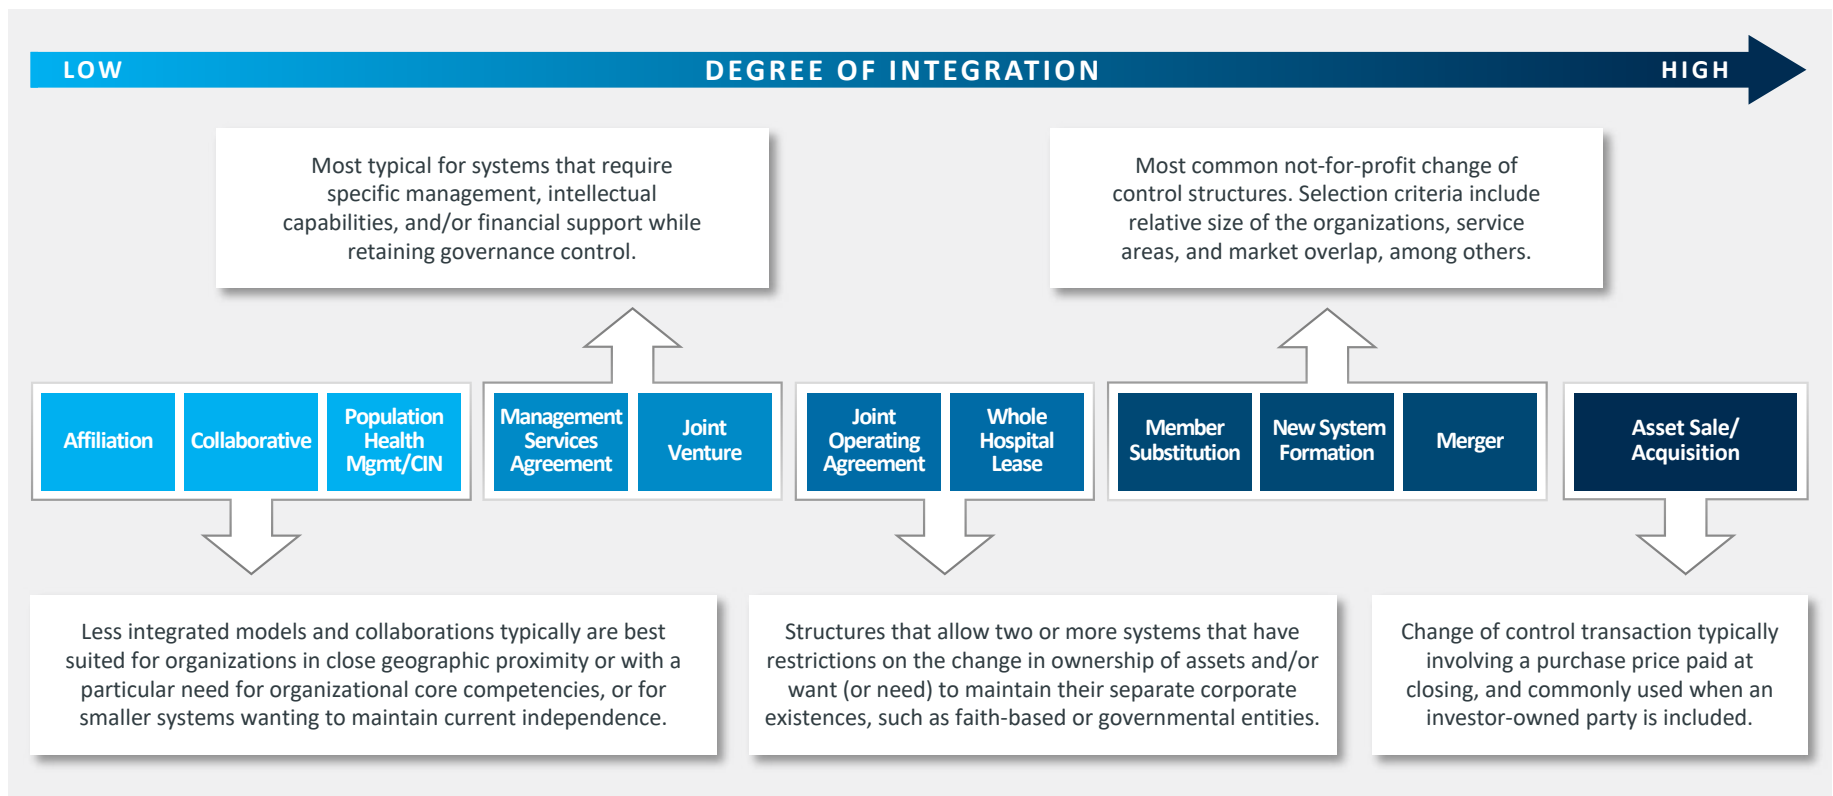 LOW
DEGREE OF INTEGRATION
HIGH
Most typical for systems that require
specific management, intellectual
capabilities, and/or financial support while
retaining governance control.
Most common not-for-profit change of
control structures. Selection criteria include
relative size of the organizations, service
areas, and market overlap, among others.
Affiliation
Collaborative
Population
Health
Mgmt/CIN
Management
Services
Agreement
Joint
Venture
Joint
Operating
Agreement
Whole
Hospital
Lease
Member
Substitution
New System
Formation
Merger
Asset Sale/
Acquisition
Less integrated models and collaborations typically are best
suited for organizations in close geographic proximity or with a
particular need for organizational core competencies, or for
smaller systems wanting to maintain current independence.
Structures that allow two or more systems that have
restrictions on the change in ownership of assets and/or
want (or need) to maintain their separate corporate
existences, such as faith-based or governmental entities.
Change of control transaction typically
involving a purchase price paid at
closing, and commonly used when an
investor-owned party is included.